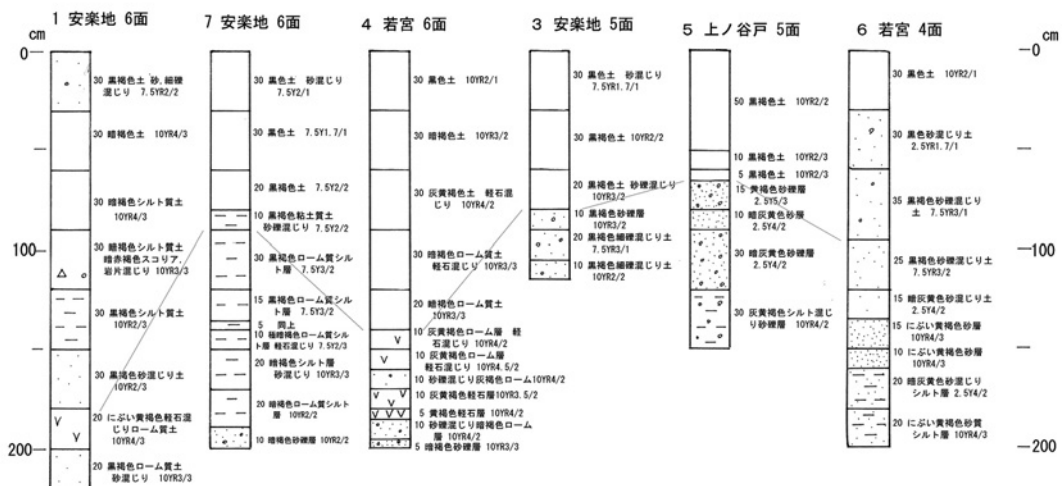 1 安楽地 6面
cm
0
100
200
30 黒褐色土 砂,細礫
混じり 7.5YR2/2
30 暗褐色土 10YR4/3
30 暗褐色シルト質土
10YR4/3
30 暗褐色シルト質土
暗赤褐色スコリア,
岩片混じり 10YR3/3
30 黒褐色シルト質土
10YR2/3
30 黒褐色砂混じり土
10YR2/3
20 にぶい黄褐色軽石混
じりローム質土
10YR4/3
20 黒褐色ローム質土
砂混じり 10YR3/3
7 安楽地 6面
30 黒褐色土 砂混じり
7.5Y2/1
30 黒色土 7.5Y1.7/1
20 黒褐色土 7.5Y2/2
10 黒褐色粘土質土
砂礫混じり 7.5Y2/2
30 黒褐色ローム質シル
ト層 7.5Y3/2
15 黒褐色ローム質シル
ト層 7.5Y3/2
5 同上
10 極暗褐色ローム質シル
ト層 軽石混じり 7.5Y2/3
20 暗褐色シルト層
砂混じり 10YR3/3
20 暗褐色ローム質シルト
層 10YR2/2
10 暗褐色砂礫層 10YR2/2
4 若宮 6面
30 黒色土 10YR2/1
30 暗褐色土 10YR3/2
30 灰黄褐色土 軽石混
じり 10YR4/2
30 暗褐色ローム質土
軽石混じり 10YR3/3
20 暗褐色ローム質土
10YR3/3
10 灰黄褐色ローム層 軽
石混じり 10YR4/2
10 灰黄褐色ローム層
軽石混じり 10YR4.5/2
10 砂礫混じり灰褐ローム10YR4/2
10 灰黄褐色軽石層10YR3.5/2
5 黄褐色軽石層 10YR4/2
10 砂礫混じり暗褐色ローム
層 10YR4/2
5 暗褐色砂礫層 10YR3/3
3 安楽地 5面
30 黒色土 砂混じり
7.5YR1.7/1
30 黒褐色土 10YR2/2
20 黒褐色土 砂礫混じり
10YR3/2
10 黒褐色砂礫層
10YR3/2
20 黒褐色細礫混じり土
7.5YR3/1
10 黒褐色細礫混じり土
10YR2/2
5 上ノ谷戸 5面
50 黒褐色土 10YR2/2
10 黒褐色土 10YR2/3
5 黒褐色土 10YR2/3
15 黄褐色砂礫層
2.5Y5/3
10 暗灰黄色砂層
2.5Y4/2
30 暗灰黄色砂礫層
2.5Y4/2
30 灰黄褐色シルト混じ
り砂礫層 10YR4/2
6 若宮 4面
30 黒色土 10YR2/1
30 黒色砂混じり土
2.5YR1.7/1
35 黒褐色砂礫混じり
土 7.5YR3/1
25 黒褐色砂礫混じり土
7.5YR3/2
15 暗灰黄色砂混じり土
2.5Y4/2
15 にぶい黄褐色砂層
10YR4/3
10 にぶい黄褐色砂層
10YR4/3
20 暗灰黄色砂混じり
シルト層 2.5Y4/2
20 にぶい黄褐色砂質
シルト層 10YR4/3
cm
0
100
200